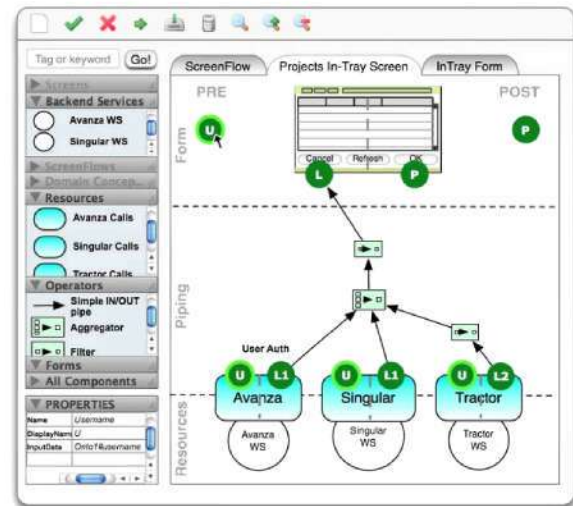 Tag or keyword
Go!
Screens
Backend Services
Avanza WS
Singular WS
ScreenFlows
Domain Concep...
Resources
Avanza Calls
Singular Calls
Tractor Calls
Operators
Simple IN/OUT
pipe
Aggregator
Filter
Forms
All Components
PROPERTIES
Name Username
DisplayNam U
ScreenFlow
Projects In-Tray Screen
InTray Form
PRE
POST
Form
U
P
Cancel Refresh OK
L
P
Piping
User Auth
U L1 U L1 U L2
Avanza Singular Tractor
Resources
Avanza
WS
Singular
WS
Tractor
WS
InputData